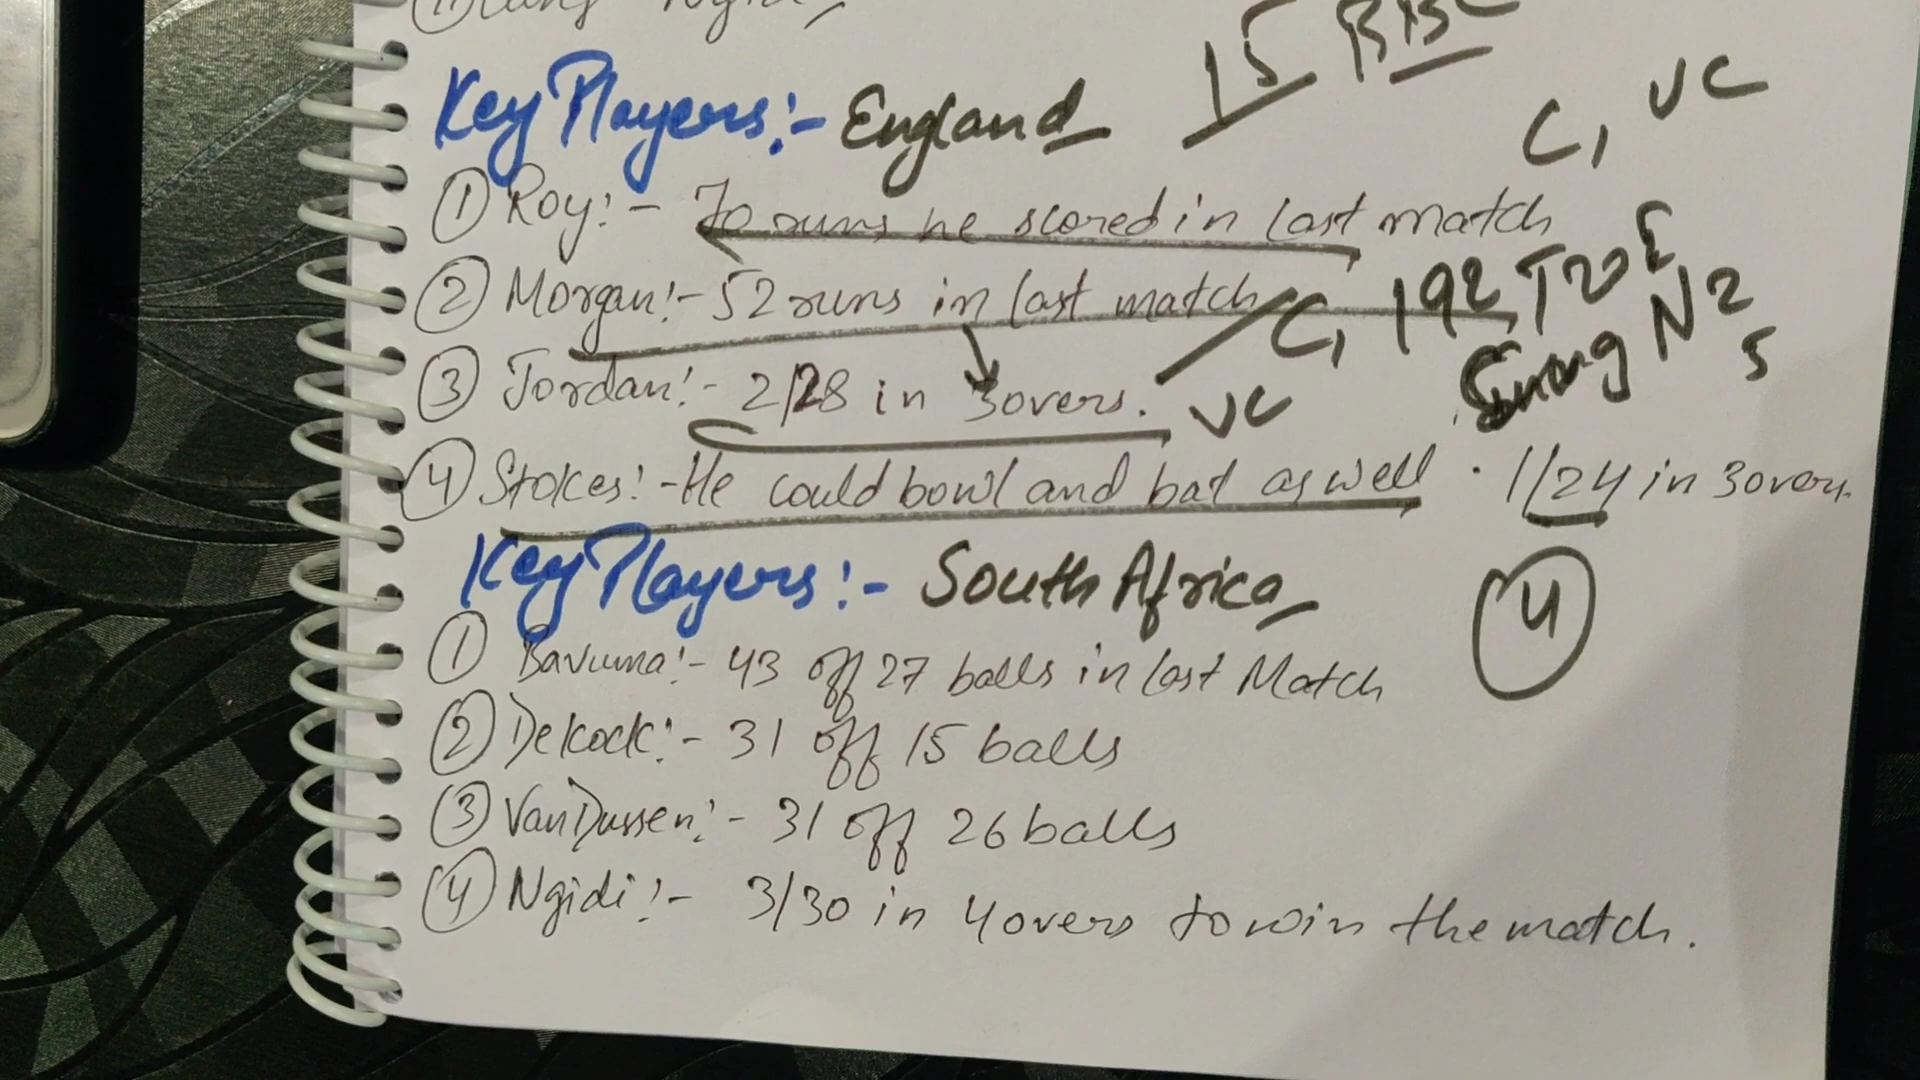 15 BBL
Key Players:- England
C, VC
① Roy:- 70 runs he scored in last match
② Morgan:- 52 runs in last match C, 192 T20 E
③ Jordan:- 2/28 in 3overs. VC
N2
5
④ Stokes:- He could bowl and bat as well. 1/24 in 3over.
Key Players:- South Africa
4
① Bavuma:- 43 off 27 balls in last Match
② Dekock:- 31 off 15 balls
③ VanDussen:- 31 off 26 balls
④ Ngidi:- 3/30 in 4overs to win the match.